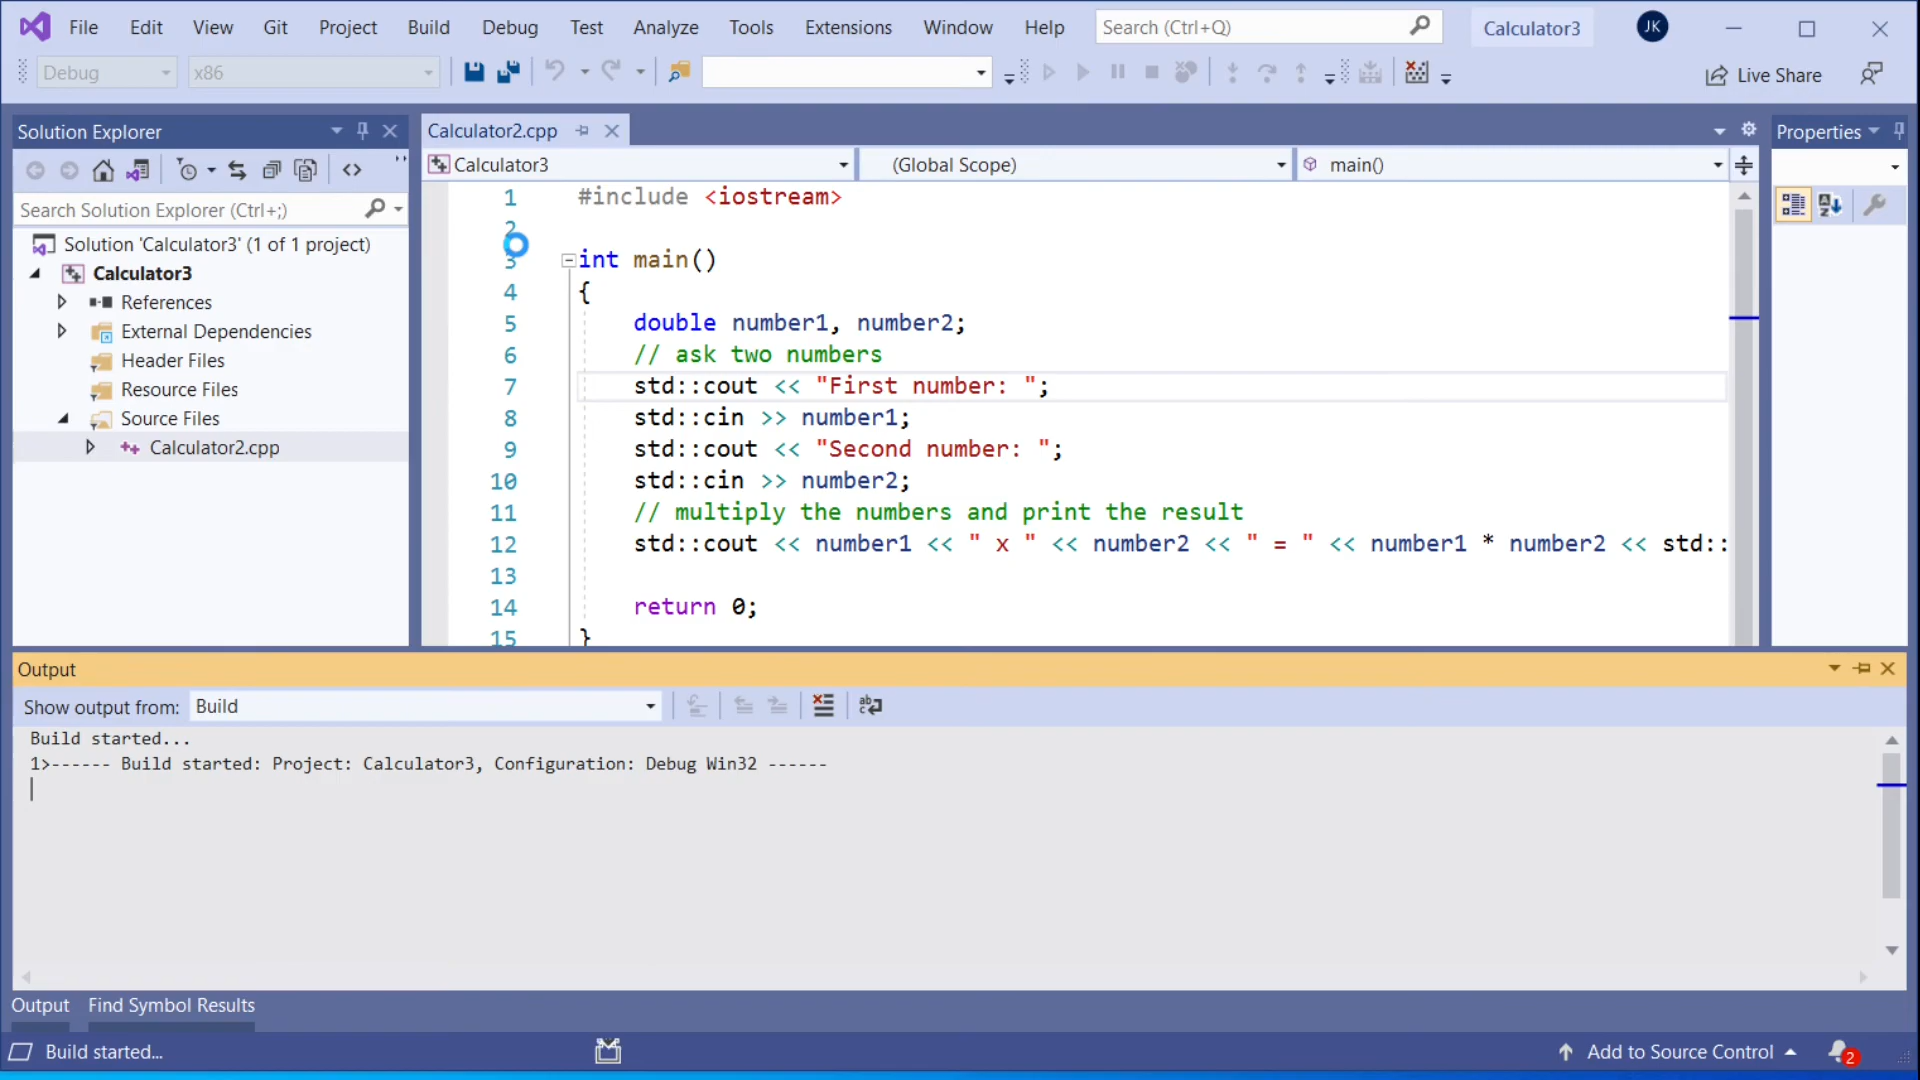 File Edit View Git Project Build Debug Test Analyze Tools Extensions Window Help Search (Ctrl+Q) Calculator3 JK
Debug x86 Live Share
Solution Explorer
Search Solution Explorer (Ctrl+;)
Solution 'Calculator3' (1 of 1 project)
Calculator3
References
External Dependencies
Header Files
Resource Files
Source Files
Calculator2.cpp
Calculator2.cpp
Calculator3 (Global Scope) main()
1 #include <iostream>
2
3 int main()
4 {
5 double number1, number2;
6 // ask two numbers
7 std::cout << "First number: ";
8 std::cin >> number1;
9 std::cout << "Second number: ";
10 std::cin >> number2;
11 // multiply the numbers and print the result
12 std::cout << number1 << " x " << number2 << " = " << number1 * number2 << std::
13
14 return 0;
15 }
Properties
Output
Show output from: Build
Build started...
1>------ Build started: Project: Calculator3, Configuration: Debug Win32 ------
Output Find Symbol Results
Build started... Add to Source Control 2